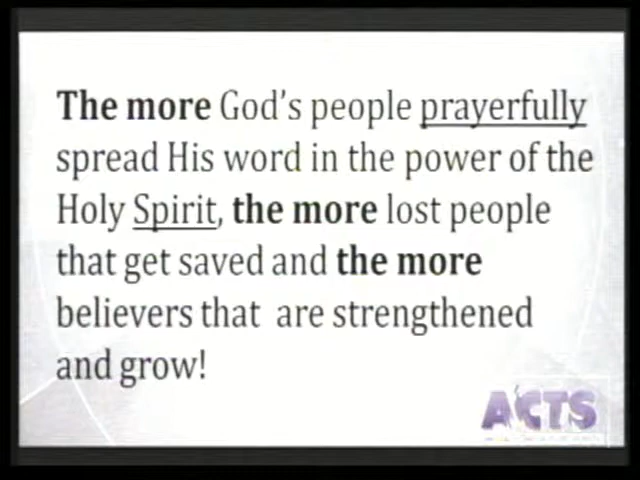 The more God's people prayerfully
spread His word in the power of the
Holy Spirit, the more lost people
that get saved and the more
believers that are strengthened
and grow!
ACTS